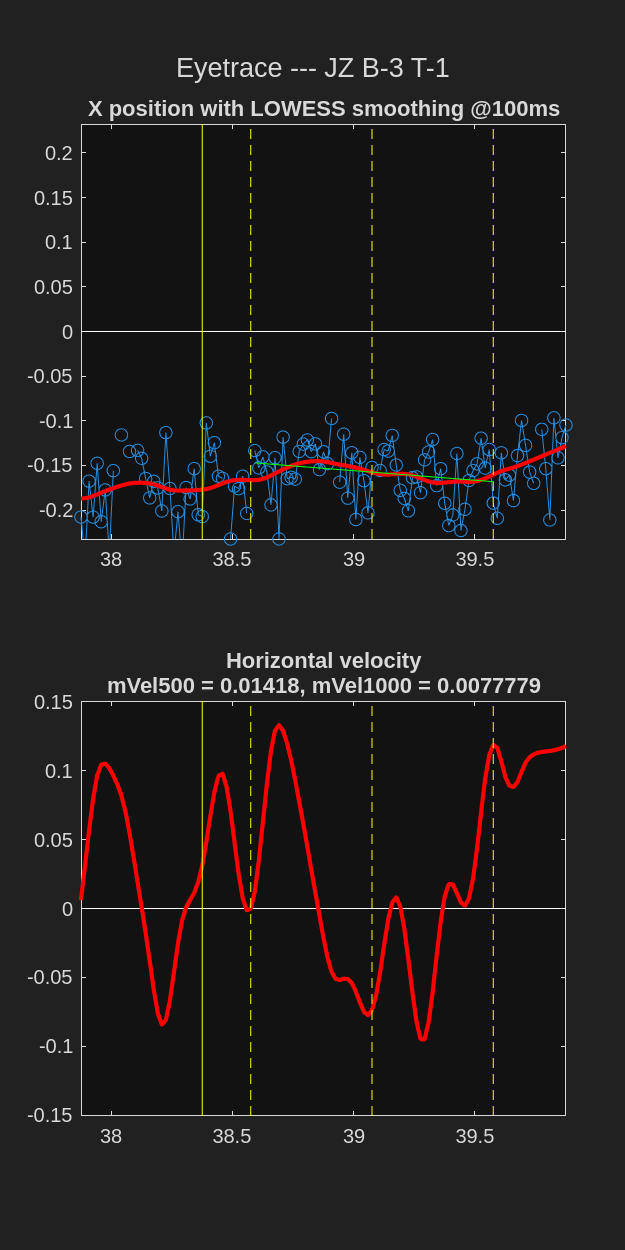 Eyetrace --- JZ B-3 T-1
X position with LOWESS smoothing @100ms
0.2
0.15
0.1
0.05
0
-0.05
-0.1
-0.15
-0.2
38 38.5 39 39.5
Horizontal velocity
mVel500 = 0.01418, mVel1000 = 0.0077779
0.15
0.1
0.05
0
-0.05
-0.1
-0.15
38 38.5 39 39.5